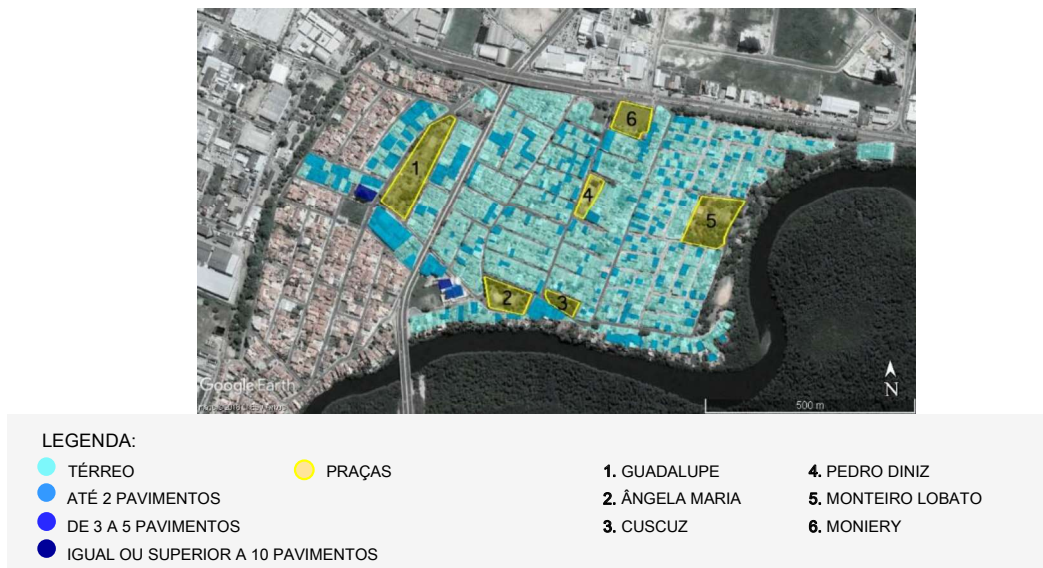 6
1
4
5
2
3
Google Earth
N
500 m
LEGENDA:
TÉRREO
ATÉ 2 PAVIMENTOS
DE 3 A 5 PAVIMENTOS
IGUAL OU SUPERIOR A 10 PAVIMENTOS
PRAÇAS
1. GUADALUPE
2. ÂNGELA MARIA
3. CUSCUZ
4. PEDRO DINIZ
5. MONTEIRO LOBATO
6. MONIERY